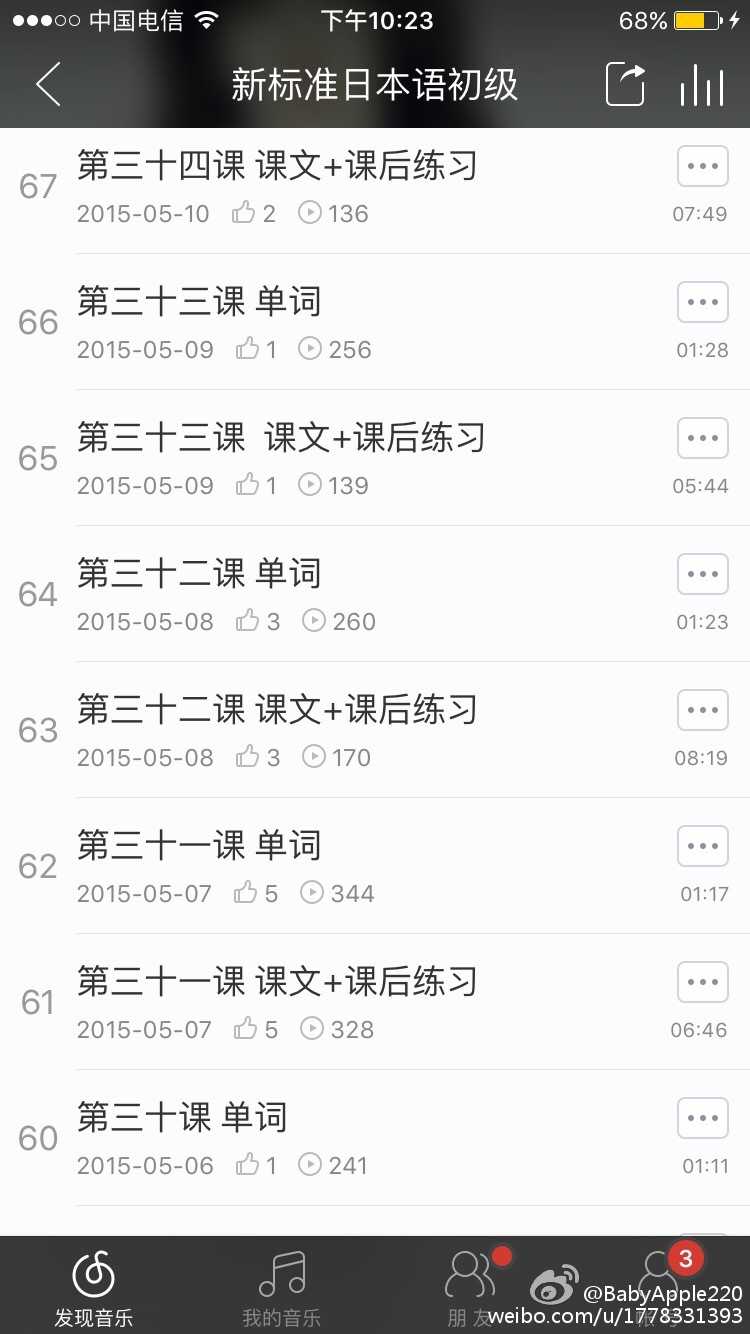 中国电信 下午10:23 68%
新标准日本语初级
67 第三十四课 课文+课后练习
2015-05-10 2 136 07:49
66 第三十三课 单词
2015-05-09 1 256 01:28
65 第三十三课 课文+课后练习
2015-05-09 1 139 05:44
64 第三十二课 单词
2015-05-08 3 260 01:23
63 第三十二课 课文+课后练习
2015-05-08 3 170 08:19
62 第三十一课 单词
2015-05-07 5 344 01:17
61 第三十一课 课文+课后练习
2015-05-07 5 328 06:46
60 第三十课 单词
2015-05-06 1 241 01:11
3
@BabyApple220
发现音乐 我的音乐 朋友
weibo.com/u/1778331393